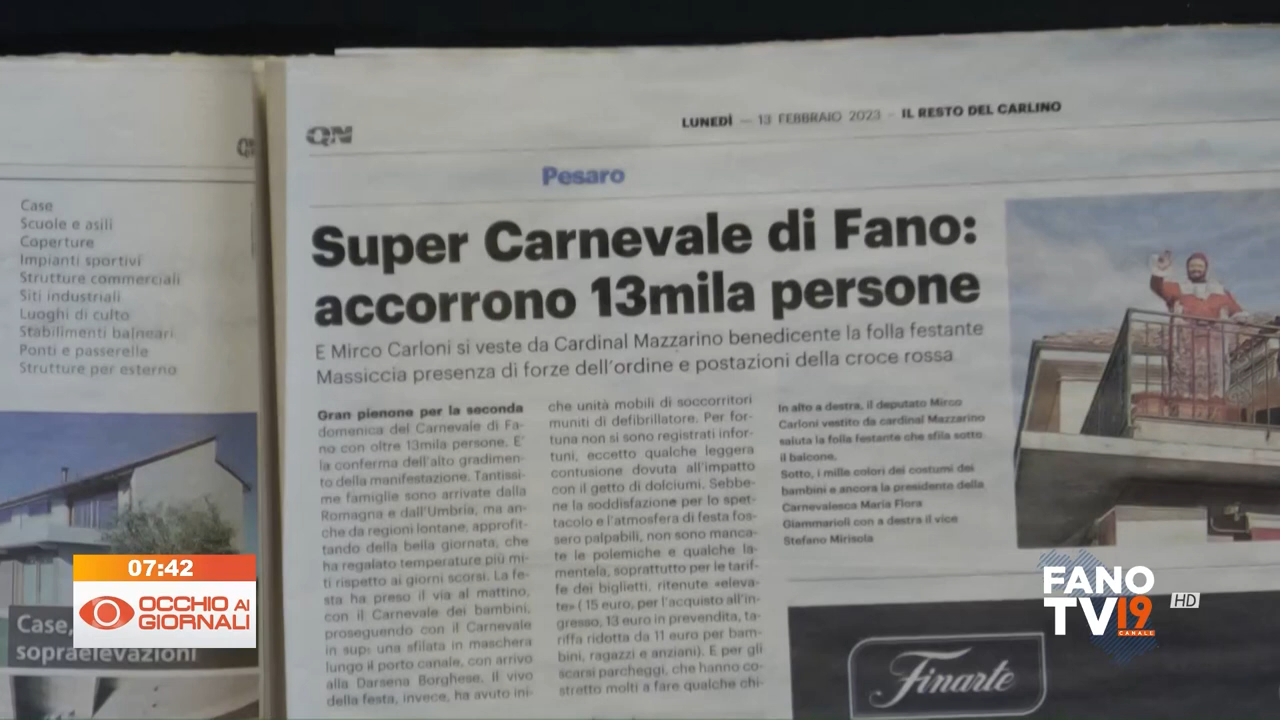 QN
Case
Scuole e asili
Coperture
Impianti sportivi
Strutture commerciali
Siti industriali
Luoghi di culto
Stabilimenti balneari
Ponti e passerelle
Strutture per esterno
Case,
sopraelevazioni
QN
LUNEDÌ — 13 FEBBRAIO 2023 - IL RESTO DEL CARLINO
Pesaro
Super Carnevale di Fano:
accorrono 13mila persone
E Mirco Carloni si veste da Cardinal Mazzarino benedicente la folla festante
Massiccia presenza di forze dell'ordine e postazioni della croce rossa
Gran pienone per la seconda
domenica del Carnevale di Fa-
no con oltre 13mila persone. E'
la conferma dell'alto gradimen-
to della manifestazione. Tantissi-
me famiglie sono arrivate dalla
Romagna e dall'Umbria, ma an-
che da regioni lontane, approfit-
tando della bella giornata, che
ha regalato temperature più mi-
ti rispetto ai giorni scorsi. La fe-
sta ha preso il via al mattino,
con il Carnevale dei bambini,
proseguendo con il Carnevale
in sup: una sfilata in maschera
lungo il porto canale, con arrivo
alla Darsena Borghese. Il vivo
della festa, invece, ha avuto ini-
che unità mobili di soccorritori
muniti di defibrillatore. Per for-
tuna non si sono registrati infor-
tuni, eccetto qualche leggera
contusione dovuta all'impatto
con il getto di dolciumi. Sebbe-
ne la soddisfazione per lo spet-
tacolo e l'atmosfera di festa fos-
sero palpabili, non sono manca-
te le polemiche e qualche la-
mentela, soprattutto per le tarif-
fe dei biglietti, ritenute «eleva-
te» ( 15 euro, per l'acquisto all'in-
gresso, 13 euro in prevendita, ta-
riffa ridotta da 11 euro per bam-
bini, ragazzi e anziani). E per gli
scarsi parcheggi, che hanno co-
stretto molti a fare qualche chi-
In alto a destra, il deputato Mirco
Carloni vestito da cardinal Mazzarino
saluta la folla festante che sfila sotto
il balcone.
Sotto, i mille colori dei costumi dei
bambini e ancora la presidente della
Carnevalesca Maria Flora
Giammarioli con a destra il vice
Stefano Mirisola
Finarte
07:42
OCCHIO AI
GIORNALI
FANO
TV19 HD
CANALE